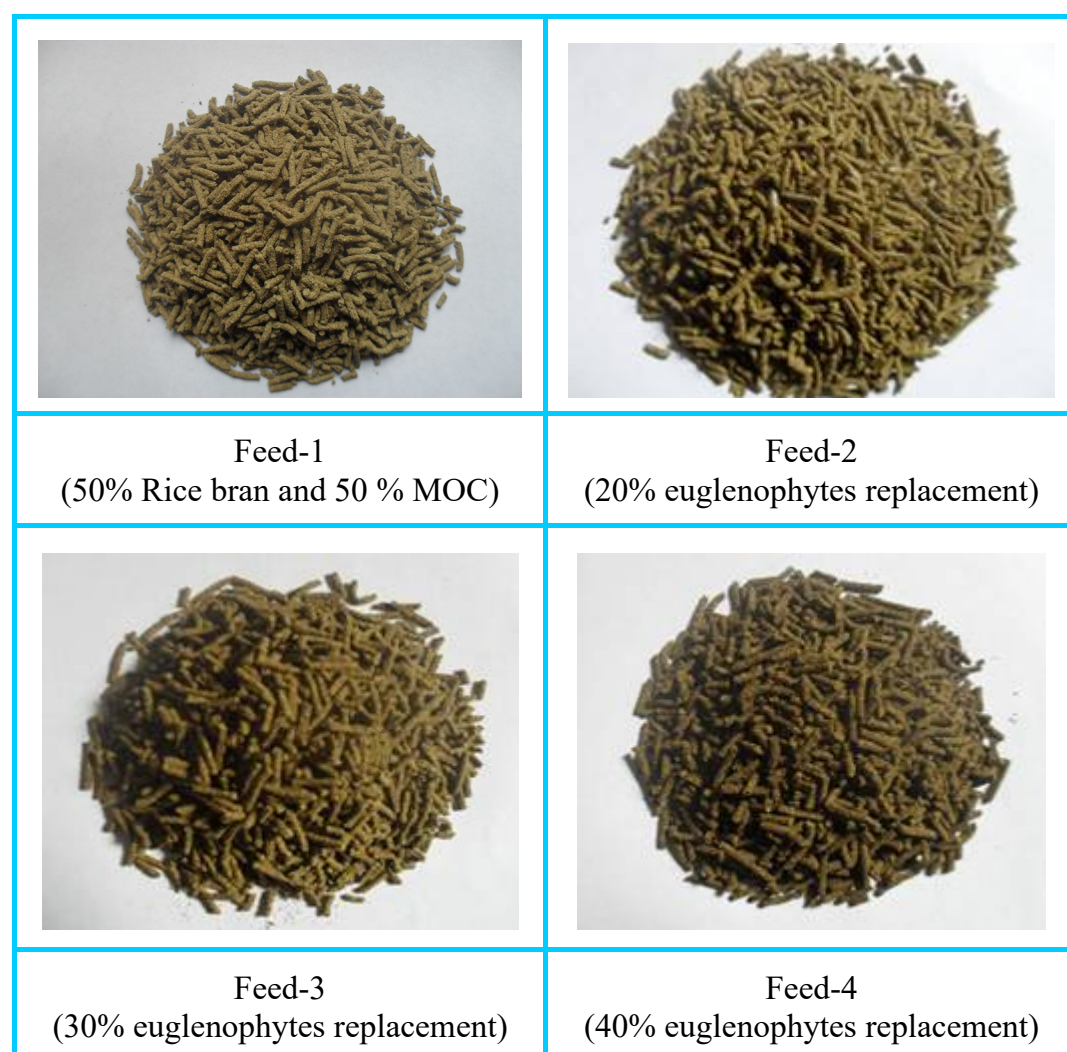 Feed-1
(50% Rice bran and 50 % MOC)
Feed-2
(20% euglenophytes replacement)
Feed-3
(30% euglenophytes replacement)
Feed-4
(40% euglenophytes replacement)